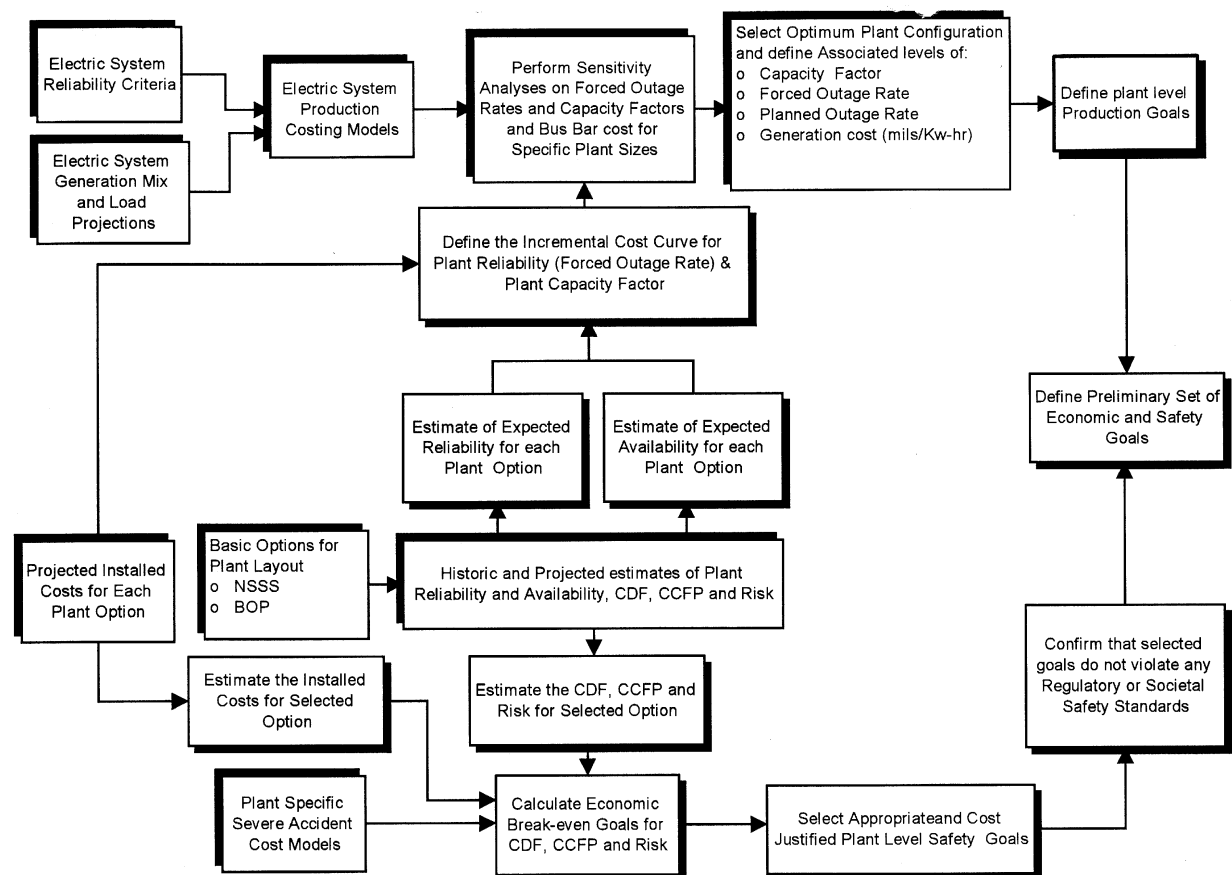 Electric System
Reliability Criteria
Electric System
Generation Mix
and Load
Projections
Electric System
Production
Costing Models
Perform Sensitivity
Analyses on Forced Outage
Rates and Capacity Factors
and Bus Bar cost for
Specific Plant Sizes
Select Optimum Plant Configuration
and define Associated levels of:
o Capacity Factor
o Forced Outage Rate
o Planned Outage Rate
o Generation cost (mils/Kw-hr)
Define plant level
Production Goals
Define the Incremental Cost Curve for
Plant Reliability (Forced Outage Rate) &
Plant Capacity Factor
Estimate of Expected
Reliability for each
Plant Option
Estimate of Expected
Availability for each
Plant Option
Define Preliminary Set of
Economic and Safety
Goals
Projected Installed
Costs for Each
Plant Option
Basic Options for
Plant Layout
o NSSS
o BOP
Historic and Projected estimates of Plant
Reliability and Availability, CDF, CCFP and Risk
Confirm that selected
goals do not violate any
Regulatory or Societal
Safety Standards
Estimate the Installed
Costs for Selected
Option
Estimate the CDF, CCFP and
Risk for Selected Option
Plant Specific
Severe Accident
Cost Models
Calculate Economic
Break-even Goals for
CDF, CCFP and Risk
Select Appropriateand Cost
Justified Plant Level Safety Goals